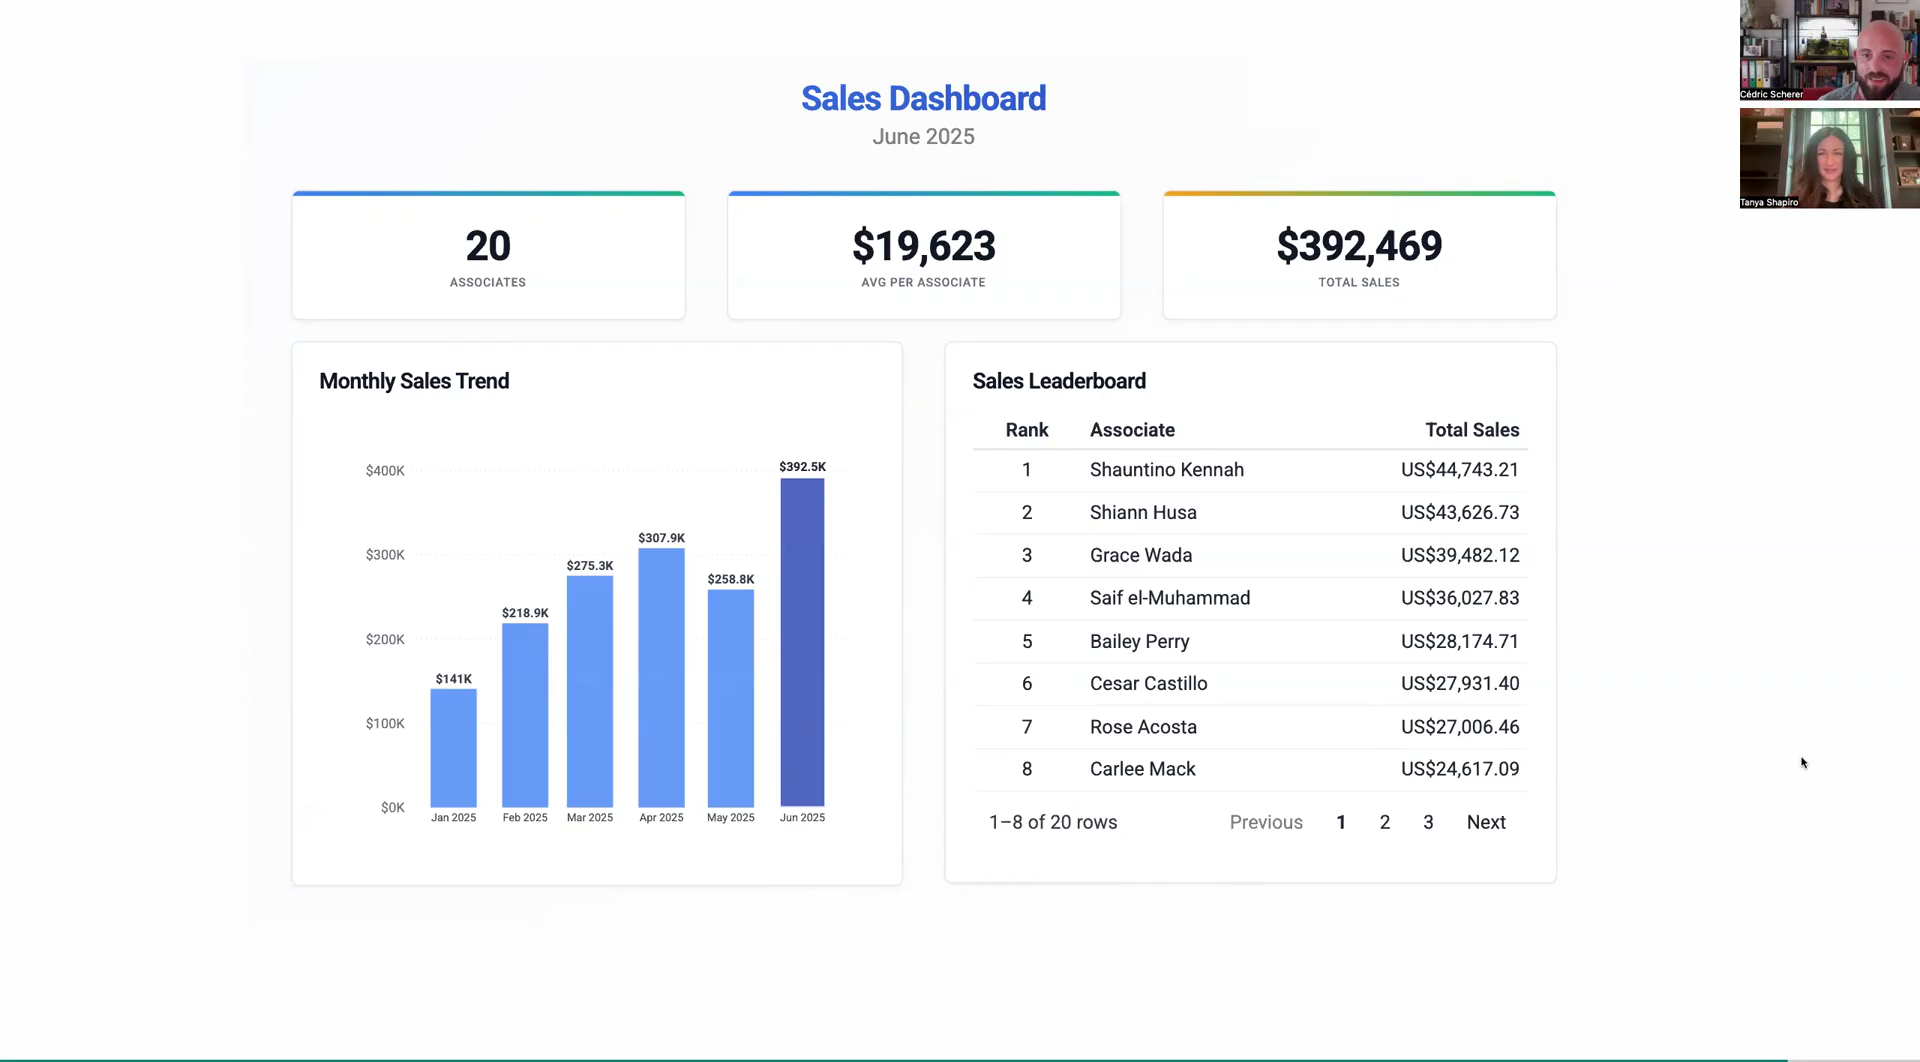 Cédric Scherer
Tanya Shapiro
Sales Dashboard
June 2025
20
ASSOCIATES
$19,623
AVG PER ASSOCIATE
$392,469
TOTAL SALES
Monthly Sales Trend
$400K
$300K
$200K
$100K
$0K
$141K
$218.9K
$275.3K
$307.9K
$258.8K
$392.5K
Jan 2025 Feb 2025 Mar 2025 Apr 2025 May 2025 Jun 2025
Sales Leaderboard
Rank Associate Total Sales
1 Shauntino Kennah US$44,743.21
2 Shiann Husa US$43,626.73
3 Grace Wada US$39,482.12
4 Saif el-Muhammad US$36,027.83
5 Bailey Perry US$28,174.71
6 Cesar Castillo US$27,931.40
7 Rose Acosta US$27,006.46
8 Carlee Mack US$24,617.09
1–8 of 20 rows Previous 1 2 3 Next